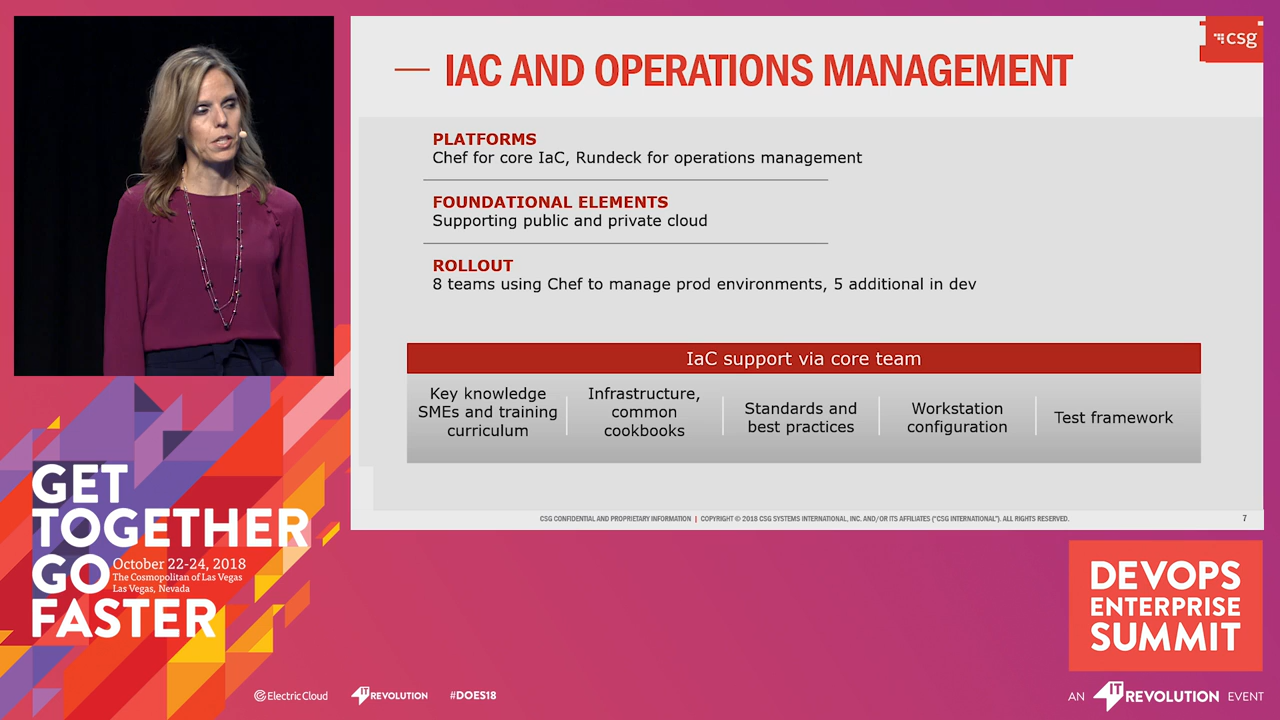 csg
IAC AND OPERATIONS MANAGEMENT
PLATFORMS
Chef for core IaC, Rundeck for operations management
FOUNDATIONAL ELEMENTS
Supporting public and private cloud
ROLLOUT
8 teams using Chef to manage prod environments, 5 additional in dev
IaC support via core team
Key knowledge
SMEs and training
curriculum
Infrastructure,
common
cookbooks
Standards and
best practices
Workstation
configuration
Test framework
CSG CONFIDENTIAL AND PROPRIETARY INFORMATION | COPYRIGHT © 2018 CSG SYSTEMS INTERNATIONAL, INC. AND/OR ITS AFFILIATES ("CSG INTERNATIONAL"). ALL RIGHTS RESERVED.
7
GET
TOGETHER
GO
FASTER
October 22-24, 2018
The Cosmopolitan of Las Vegas
Las Vegas, Nevada
Electric Cloud
IT REVOLUTION
#DOES18
DEVOPS
ENTERPRISE
SUMMIT
AN IT REVOLUTION EVENT